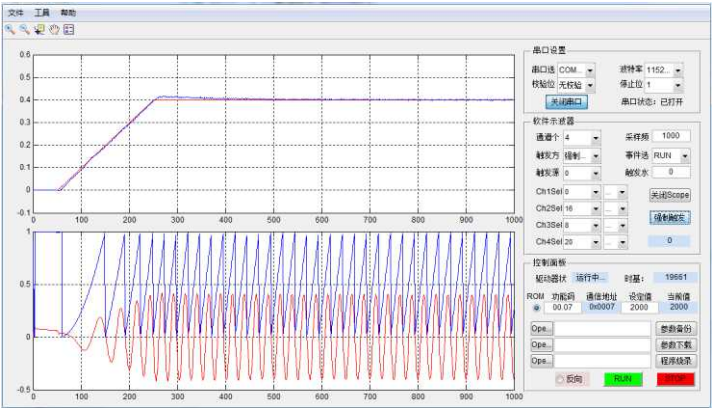 文件 工具 帮助
0.6
0.5
0.4
0.3
0.2
0.1
0
-0.1
0 100 200 300 400 500 600 700 800 900 1000
1
0.5
0
-0.5
0 100 200 300 400 500 600 700 800 900 1000
串口设置
串口选 COM... 波特率 1152...
校验位 无校验 停止位 1
关闭串口 串口状态：已打开
软件示波器
通道个 4 采样频 1000
触发方 强制... 事件选 RUN
触发源 0 触发水 0
Ch1Sel 0 ... 关闭Scope
Ch2Sel 16 ...
强制触发
Ch3Sel 8 ...
Ch4Sel 20 ... 0
控制面板
驱动器状 运行中... 时基： 19661
ROM 功能码 通信地址 设定值 当前值
00.07 0x0007 2000 2000
Ope... 参数备份
Ope... 参数下载
Ope... 程序烧录
反向 RUN STOP